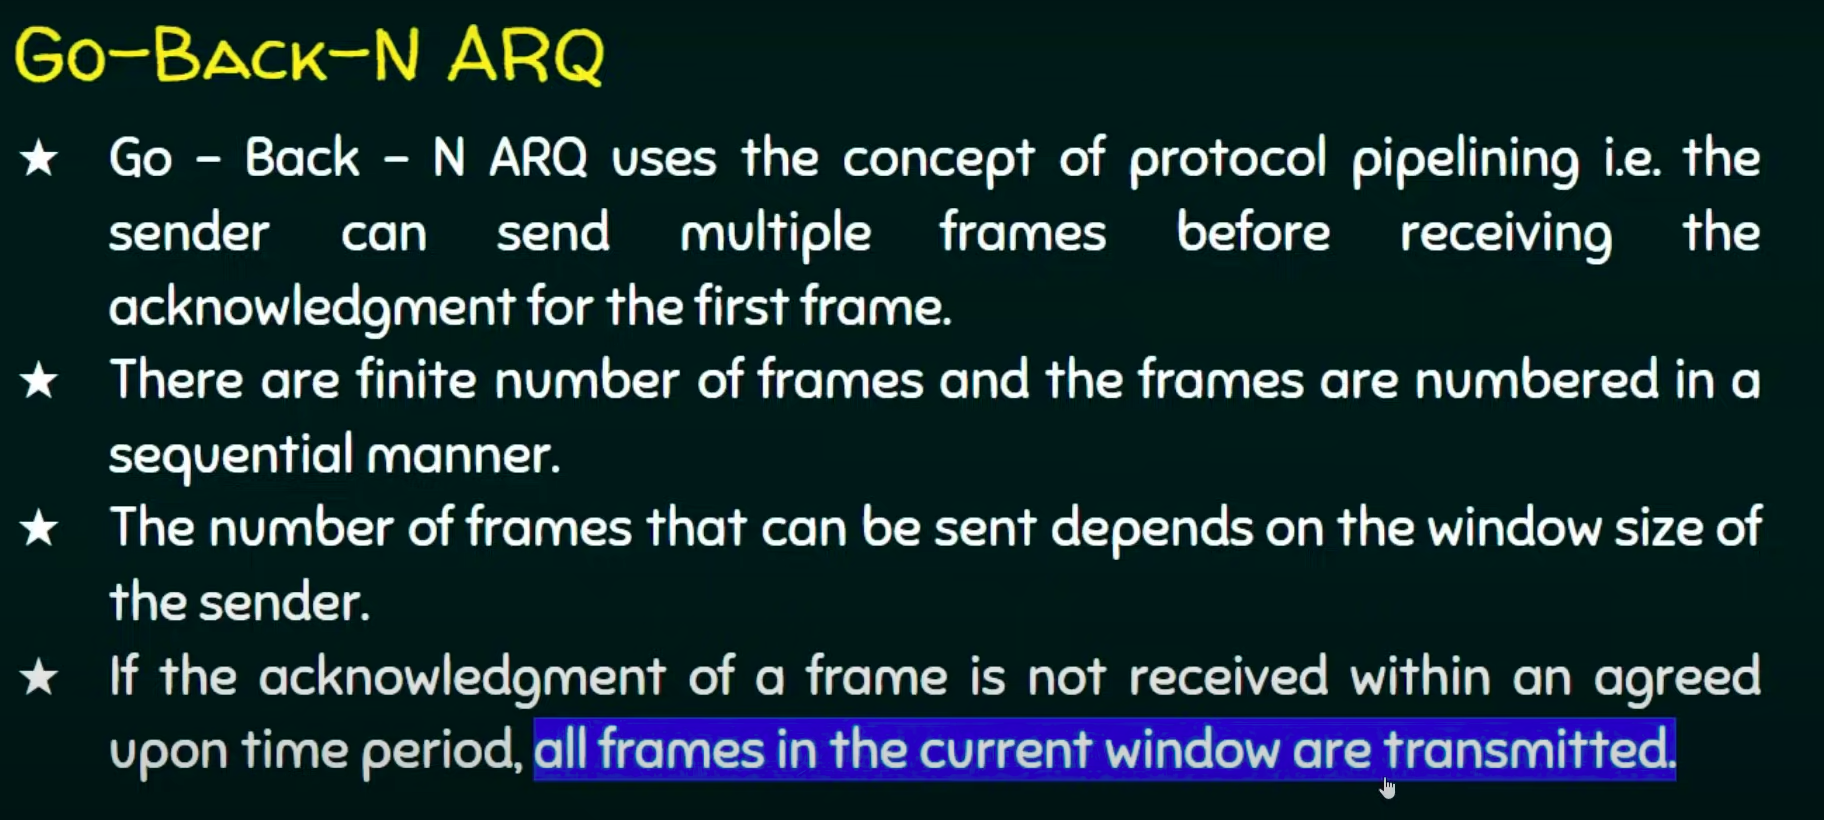 Go-Back-N ARQ
★ Go - Back - N ARQ uses the concept of protocol pipelining i.e. the
sender can send multiple frames before receiving the
acknowledgment for the first frame.
★ There are finite number of frames and the frames are numbered in a
sequential manner.
★ The number of frames that can be sent depends on the window size of
the sender.
★ If the acknowledgment of a frame is not received within an agreed
upon time period, all frames in the current window are transmitted.